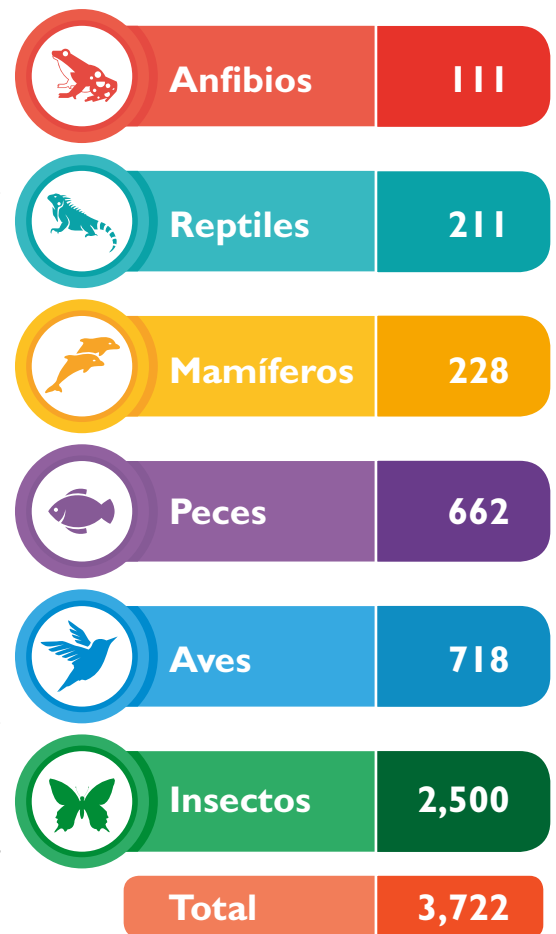 Anfibios 111
Reptiles 211
Mamíferos 228
Peces 662
Aves 718
Insectos 2,500
Total 3,722